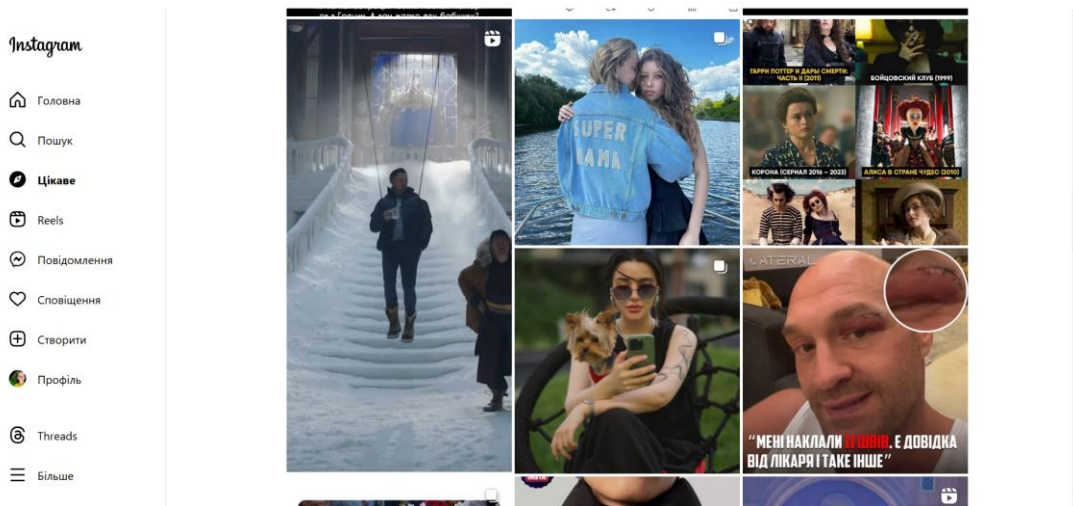 Instagram
Головна
Пошук
Цікаве
Reels
Повідомлення
Сповіщення
Створити
Профіль
Threads
Більше
SUPER
MAMA
ГАРРИ ПОТТЕР И ДАРЫ СМЕРТИ:
ЧАСТЬ II (2011)
БОЙЦОВСКИЙ КЛУБ (1999)
КОРОНА (СЕРИАЛ 2016 – 2023)
АЛИСА В СТРАНЕ ЧУДЕС (2010)
LATERAL
"МЕНІ НАКЛАЛИ 11 ШВІВ. Є ДОВІДКА
ВІД ЛІКАРЯ І ТАКЕ ІНШЕ"
INSTA